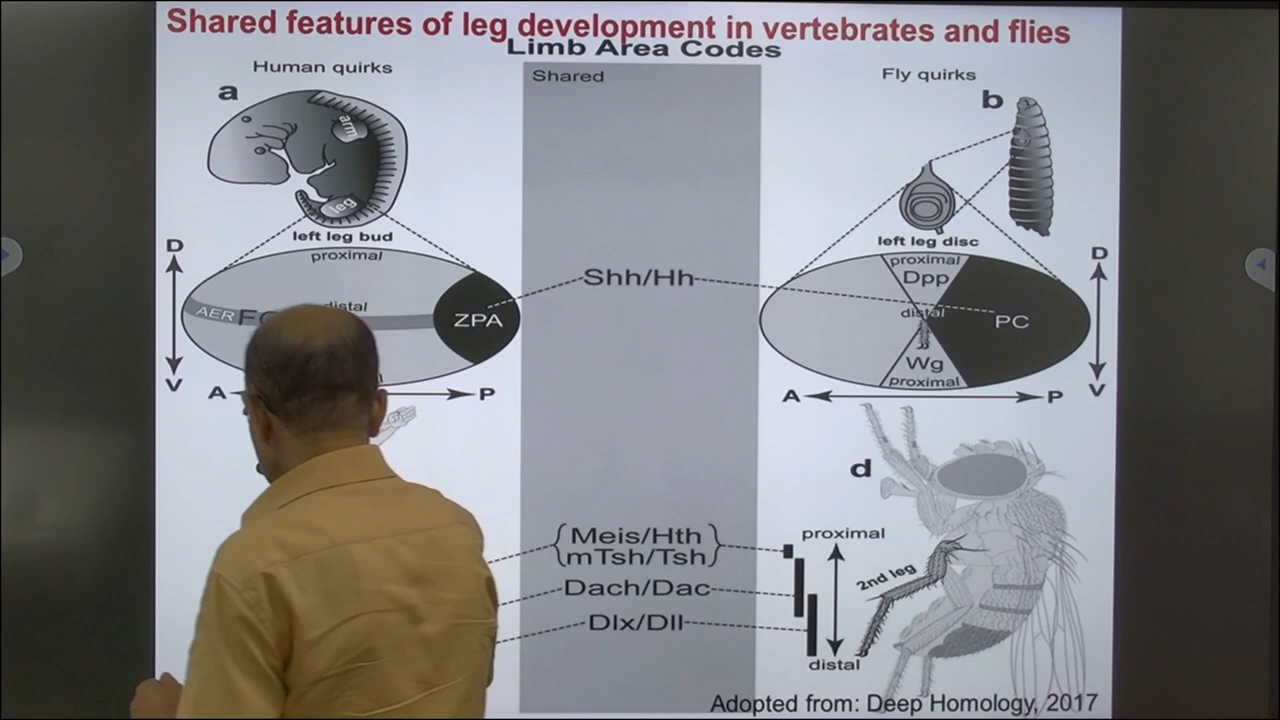 Shared features of leg development in vertebrates and flies
Limb Area Codes
Human quirks
Shared
Fly quirks
a
b
arm
leg
left leg bud
left leg disc
D
proximal
distal
AER
ZPA
V
A
P
Shh/Hh
D
proximal
Dpp
distal
PC
Wg
proximal
V
A
P
d
Meis/Hth
mTsh/Tsh
Dach/Dac
Dlx/Dll
proximal
2nd leg
distal
Adopted from: Deep Homology, 2017